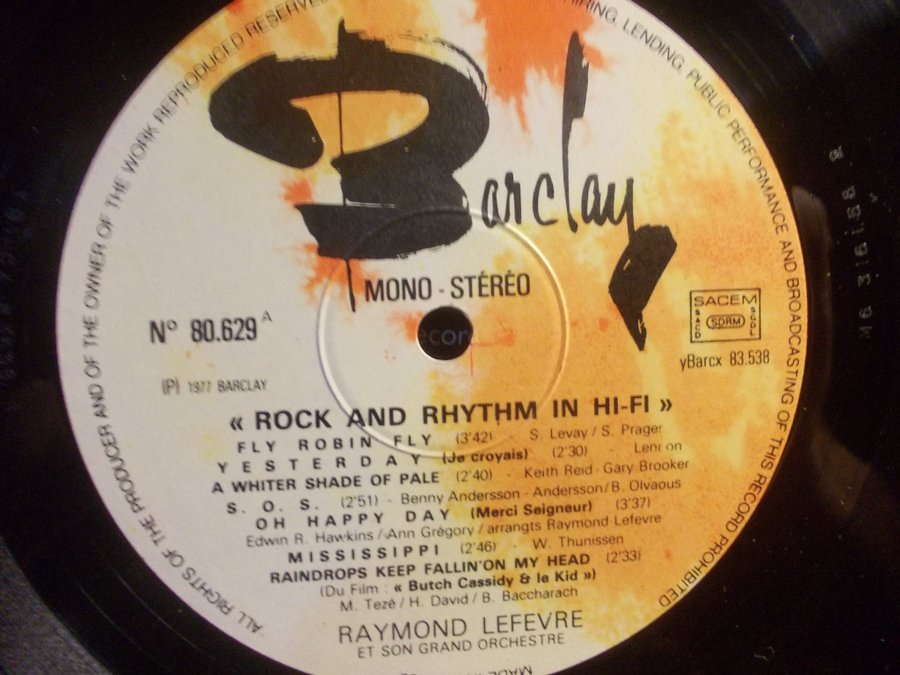 ALL RIGHTS OF THE PRODUCER AND OF THE OWNER OF THE WORK REPRODUCED RESERVED
HIRING, LENDING, PUBLIC PERFORMANCE AND BROADCASTING OF THIS RECORD PROHIBITED
Barclay
MONO - STÉRÉO
N° 80.629 A
SACEM
SACD SDRM SGDL
yBarcx 83.538
(P) 1977 BARCLAY
« ROCK AND RHYTHM IN HI-FI »
FLY ROBIN FLY (3'42) S. Levay / S. Prager
YESTERDAY (Je croyais) (2'30) - Lennon
A WHITER SHADE OF PALE (2'40) - Keith Reid - Gary Brooker
S. O. S. (2'51) - Benny Andersson - Andersson/B. Olvaous
OH HAPPY DAY (Merci Seigneur) (3'37)
Edwin R. Hawkins / Ann Grégory / arrangts Raymond Lefevre
MISSISSIPPI (2'46) - W. Thunissen
RAINDROPS KEEP FALLIN'ON MY HEAD (2'33)
(Du Film : « Butch Cassidy & le Kid »)
M. Tezé / H. David / B. Baccharach
RAYMOND LEFEVRE
ET SON GRAND ORCHESTRE
MADE